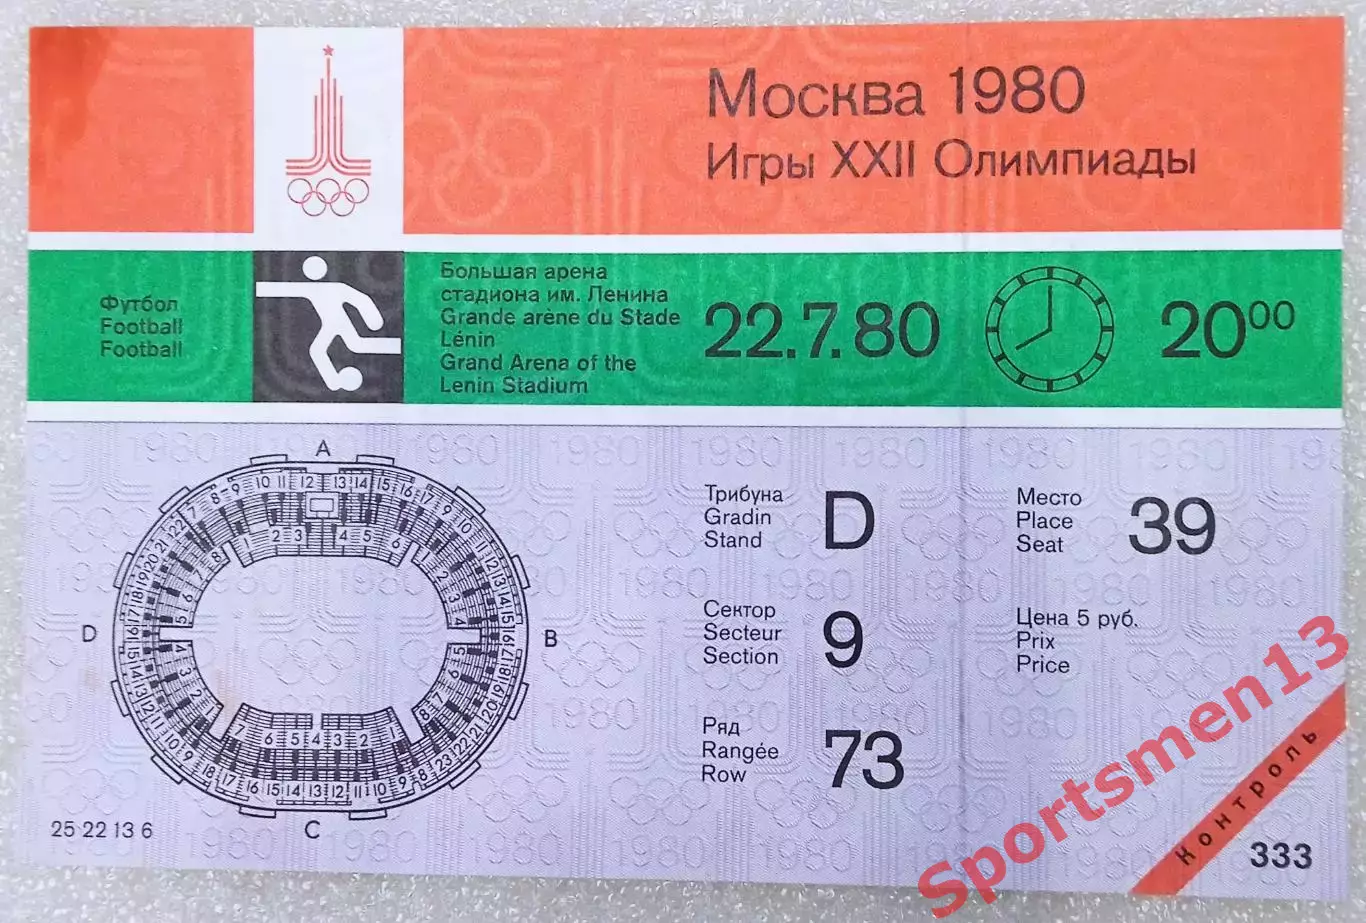 Москва 1980
Игры XXII Олимпиады
Футбол
Football
Football
Большая арена
стадиона им. Ленина
Grande arène du Stade
Lénin
Grand Arena of the
Lenin Stadium
22.7.80
20⁰⁰
A
B
C
D
Трибуна
Gradin
Stand
D
Место
Place
Seat
39
Сектор
Secteur
Section
9
Цена 5 руб.
Prix
Price
Ряд
Rangée
Row
73
25 22 13 6
Контроль
333
Sportsmen13